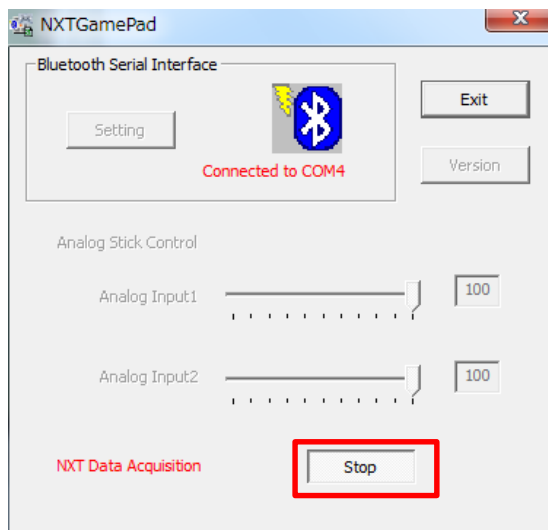 NXTGamePad
Bluetooth Serial Interface
Setting
Connected to COM4
Exit
Version
Analog Stick Control
Analog Input1
100
Analog Input2
100
NXT Data Acquisition
Stop